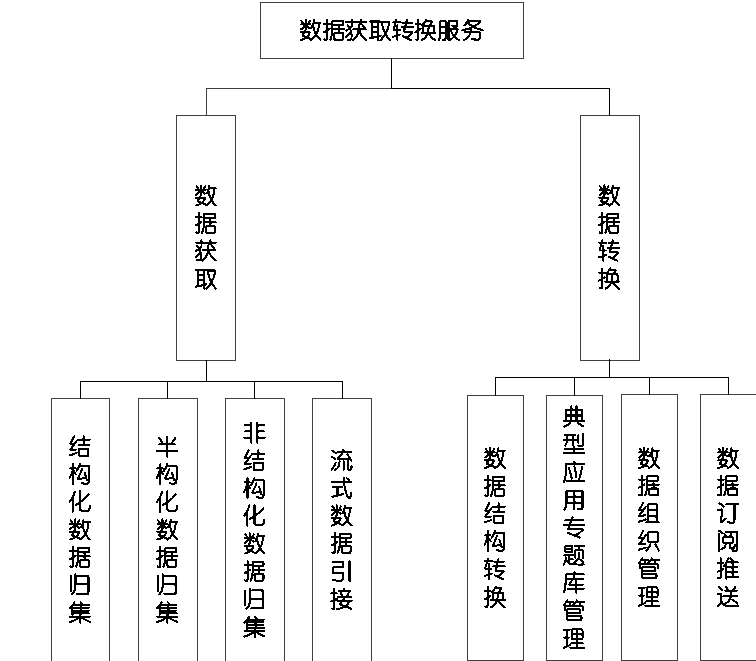 数据获取转换服务
数据获取
数据转换
结构化数据归集
半构化数据归集
非结构化数据归集
流式数据引接
数据结构转换
典型应用专题库管理
数据组织管理
数据订阅推送